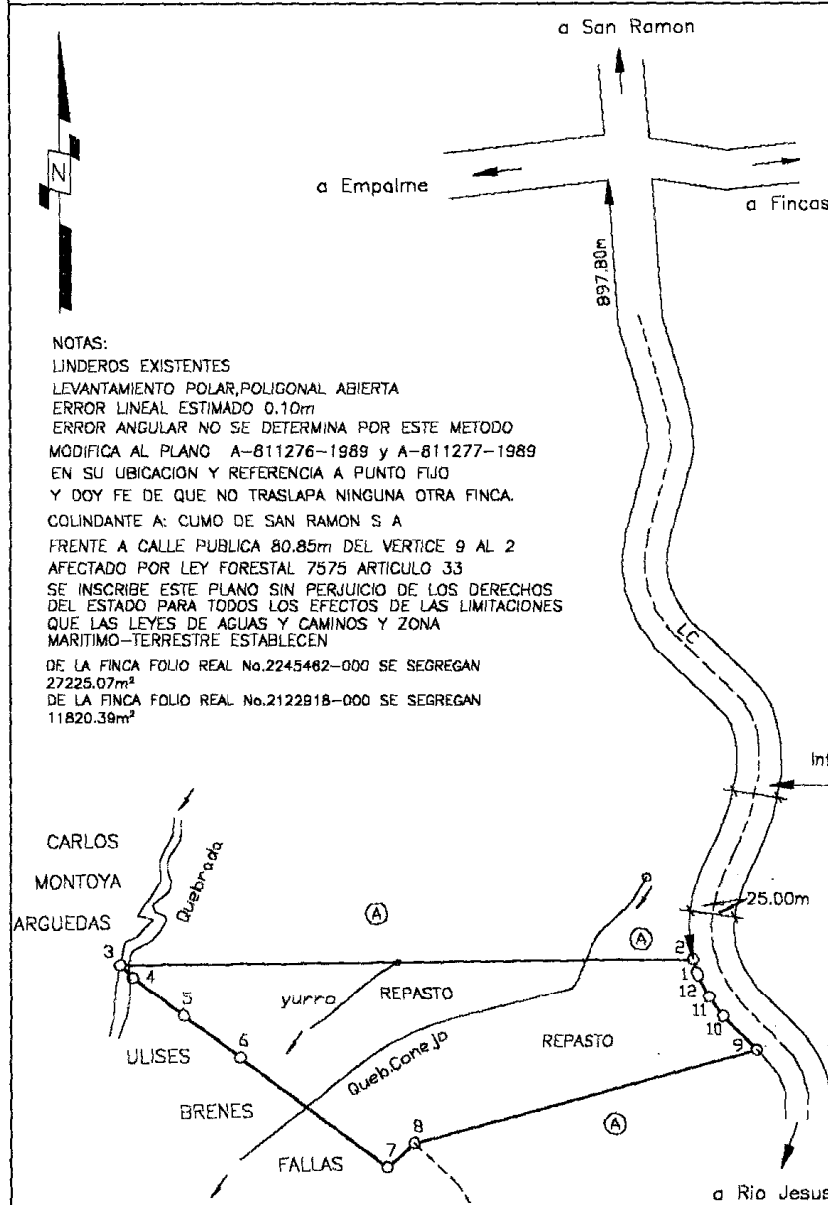 a San Ramon
N
a Empalme
a Fincas
897.80m
NOTAS:
LINDEROS EXISTENTES
LEVANTAMIENTO POLAR,POLIGONAL ABIERTA
ERROR LINEAL ESTIMADO 0.10m
ERROR ANGULAR NO SE DETERMINA POR ESTE METODO
MODIFICA AL PLANO A-811276-1989 y A-811277-1989
EN SU UBICACION Y REFERENCIA A PUNTO FIJO
Y DOY FE DE QUE NO TRASLAPA NINGUNA OTRA FINCA.
COLINDANTE A: CUMO DE SAN RAMON S A
FRENTE A CALLE PUBLICA 80.85m DEL VERTICE 9 AL 2
AFECTADO POR LEY FORESTAL 7575 ARTICULO 33
SE INSCRIBE ESTE PLANO SIN PERJUICIO DE LOS DERECHOS
DEL ESTADO PARA TODOS LOS EFECTOS DE LAS LIMITACIONES
QUE LAS LEYES DE AGUAS Y CAMINOS Y ZONA
MARITIMO-TERRESTRE ESTABLECEN
DE LA FINCA FOLIO REAL No.2245462-000 SE SEGREGAN
27225.07m²
DE LA FINCA FOLIO REAL No.2122918-000 SE SEGREGAN
11820.39m²
LC
Int
25.00m
CARLOS
MONTOYA
ARGUEDAS
Quebrada
A
A
3
2
4
1
yurro
REPASTO
12
5
11
10
ULISES
6
REPASTO
9
Queb.Conejo
BRENES
8
A
7
FALLAS
a Rio Jesus